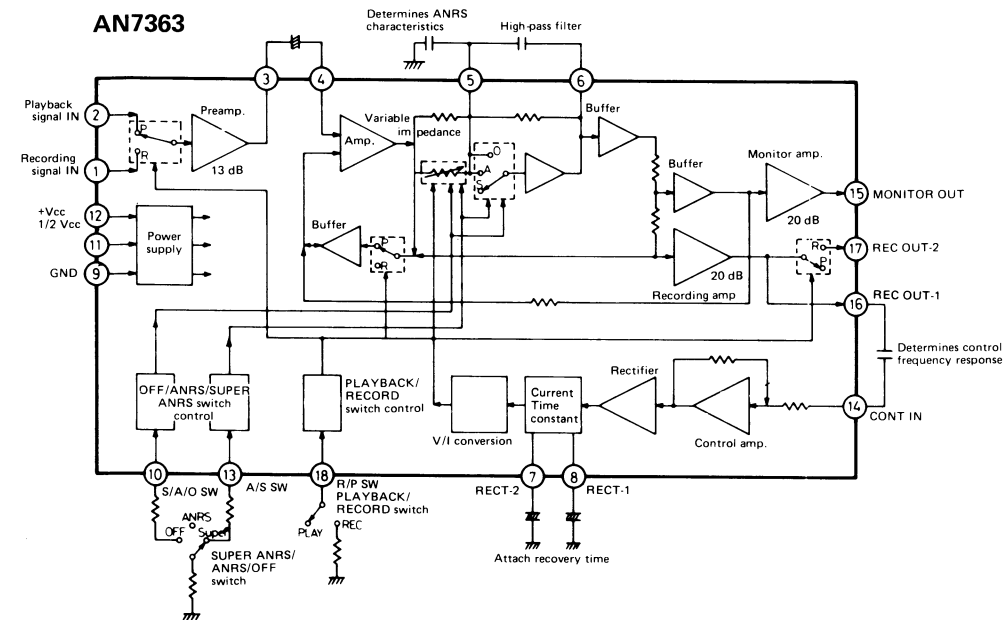 AN7363
Determines ANRS
characteristics
High-pass filter
3
4
5
6
Playback
signal IN
2
Preamp.
P
R
13 dB
Recording
signal IN
1
Amp.
Variable
impedance
O
A
S
Buffer
Buffer
Monitor amp.
20 dB
15
MONITOR OUT
+Vcc
12
1/2 Vcc
11
GND
9
Power
supply
Buffer
P
R
20 dB
Recording amp
R
P
17
REC OUT-2
16
REC OUT-1
Determines control
frequency response
OFF/ANRS/SUPER
ANRS switch
control
PLAYBACK/
RECORD
switch control
V/I conversion
Current
Time
constant
Rectifier
Control amp.
14
CONT IN
10
S/A/O SW
13
A/S SW
18
R/P SW
PLAYBACK/
RECORD switch
RECT-2
7
8
RECT-1
ANRS
OFF
Super
PLAY
REC
SUPER ANRS/
ANRS/OFF
switch
Attach recovery time